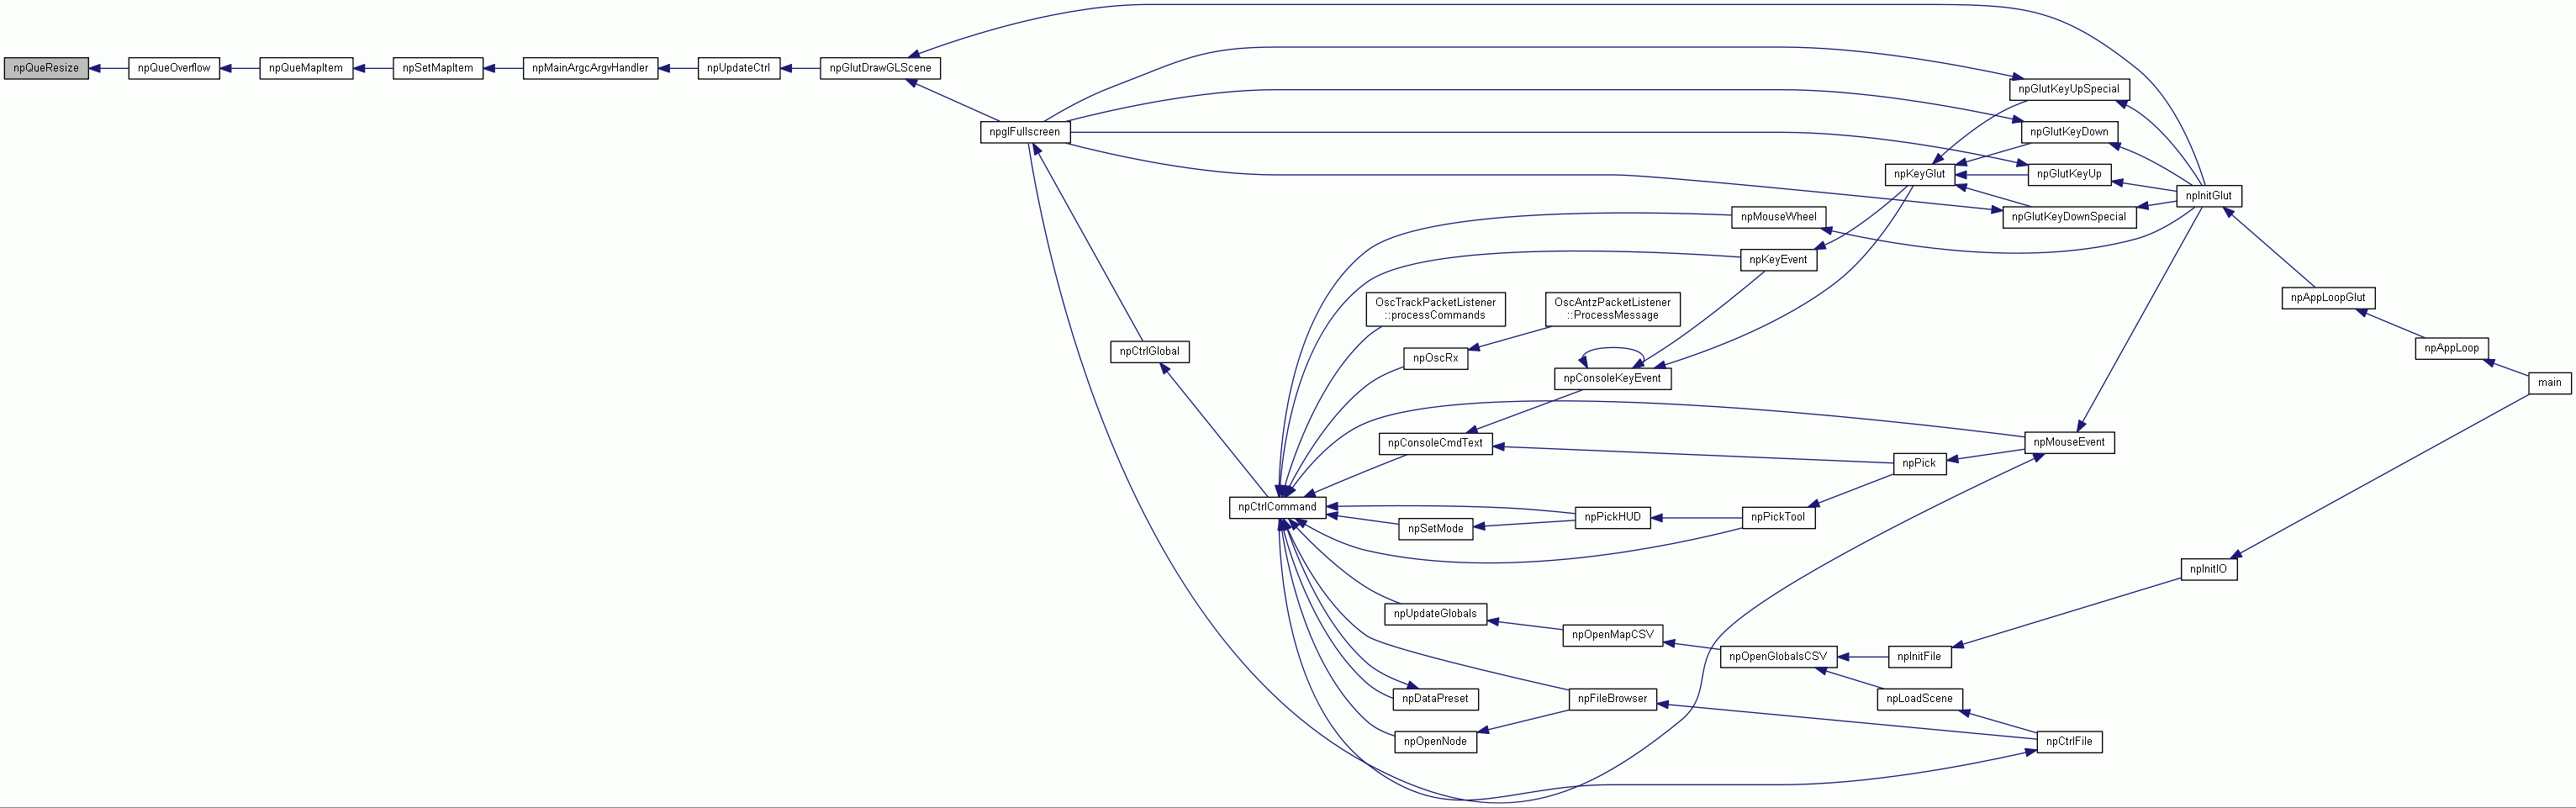 npQueResize
npQueOverflow
npQueMapItem
npSetMapItem
npMainArgcArgvHandler
npUpdateCtrl
npGlutDrawGLScene
npglFullscreen
npCtrlGlobal
npCtrlCommand
npMouseWheel
npKeyEvent
OscTrackPacketListener
::processCommands
OscAntzPacketListener
::ProcessMessage
npOscRx
npConsoleKeyEvent
npConsoleCmdText
npPick
npPickHUD
npPickTool
npSetMode
npUpdateGlobals
npOpenMapCSV
npOpenGlobalsCSV
npInitFile
npLoadScene
npDataPreset
npFileBrowser
npOpenNode
npCtrlFile
npKeyGlut
npGlutKeyUpSpecial
npGlutKeyDown
npGlutKeyUp
npGlutKeyDownSpecial
npMouseEvent
npInitGlut
npInitIO
npAppLoopGlut
npAppLoop
main